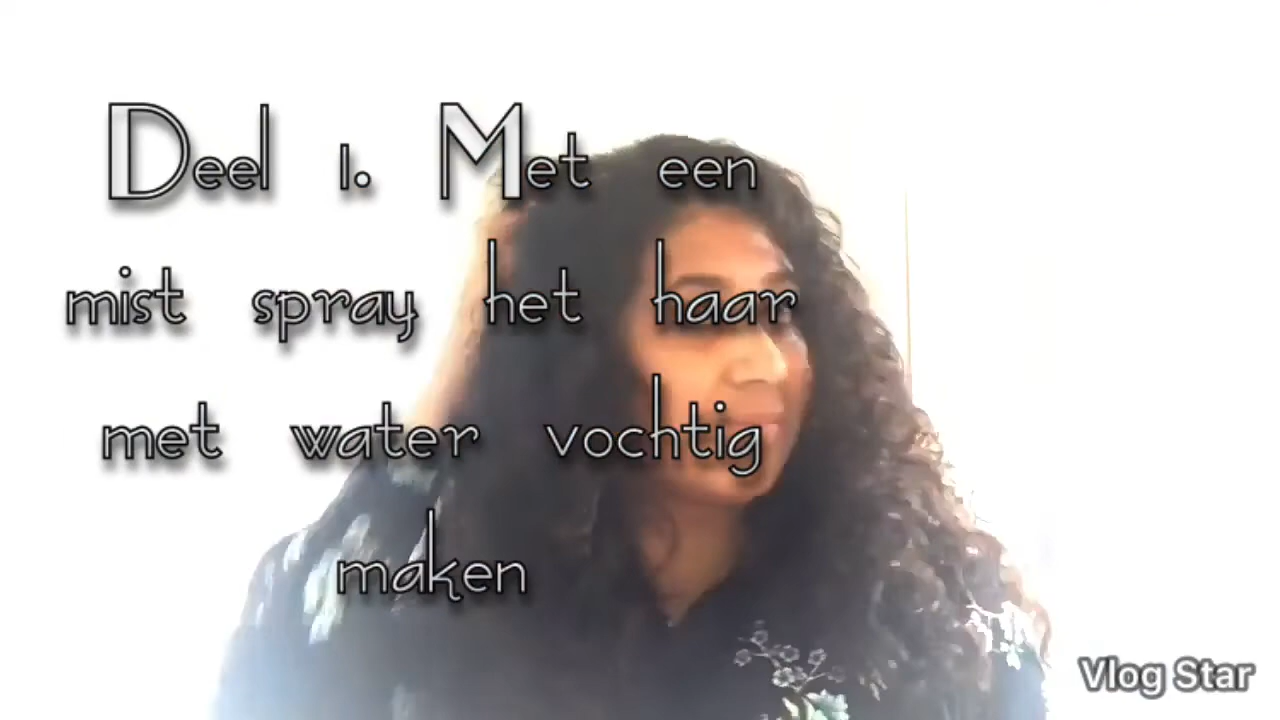 Deel 1. Met een
mist spray het haar
met water vochtig
maken
Vlog Star